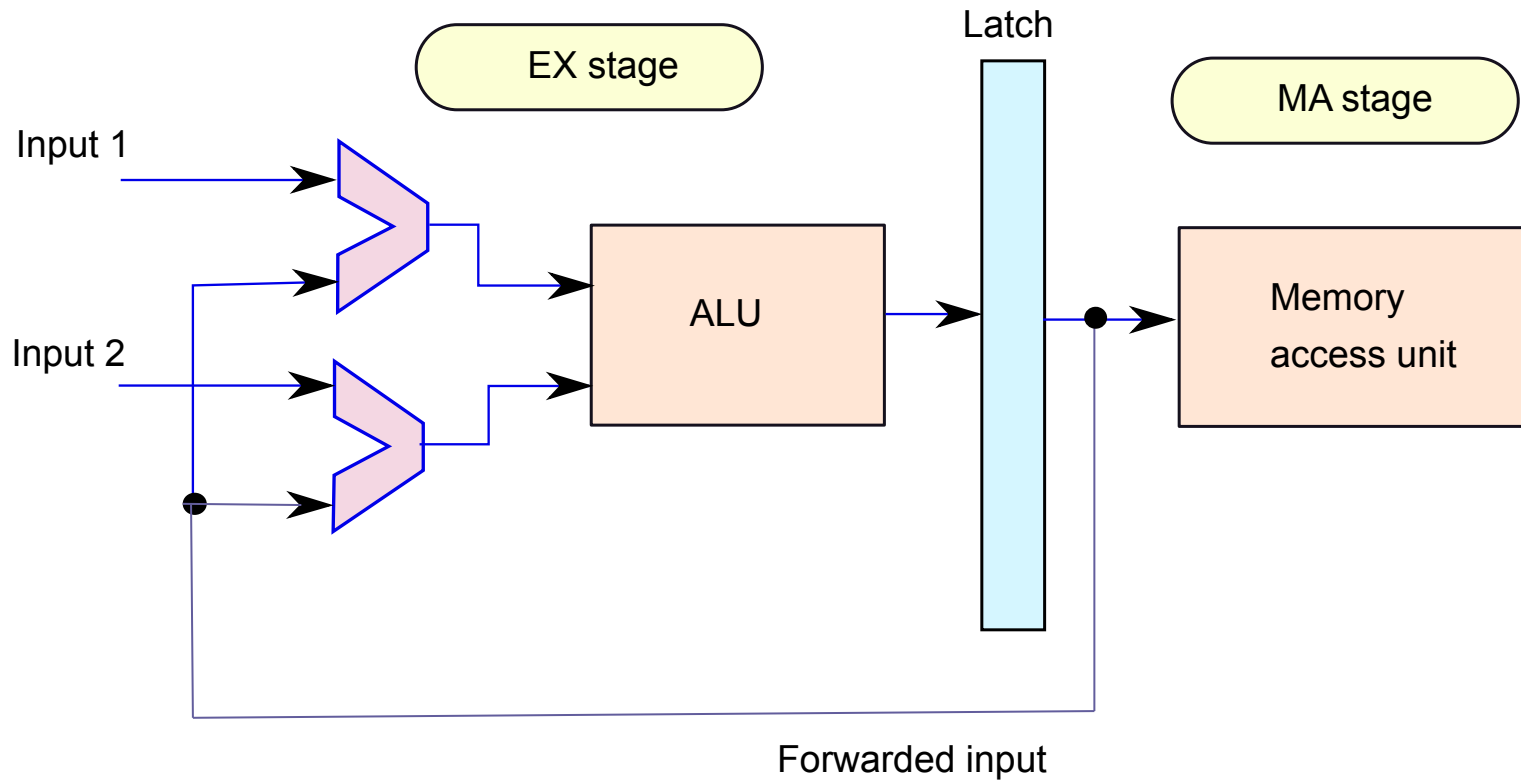 Latch
EX stage
MA stage
Input 1
ALU
Memory
access unit
Input 2
Forwarded input